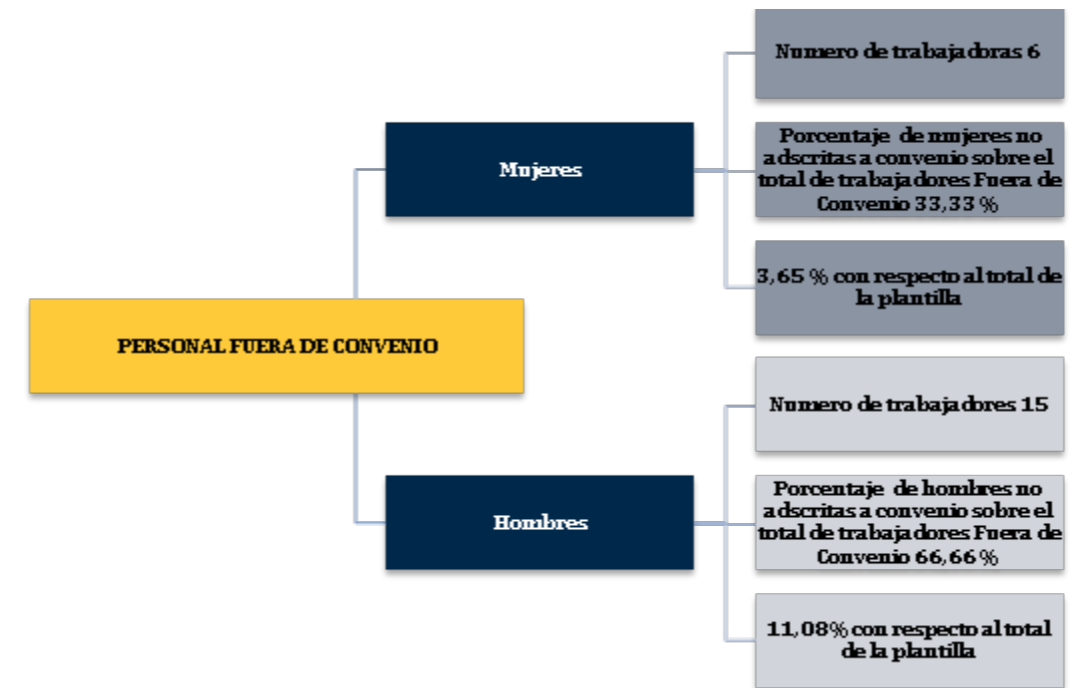 PERSONAL FUERA DE CONVENIO
Mujeres
Numero de trabajadoras 6
Porcentaje de mujeres no
adscritas a convenio sobre el
total de trabajadores Fuera de
Convenio 33,33 %
3,65 % con respecto al total de
la plantilla
Hombres
Numero de trabajadores 15
Porcentaje de hombres no
adscritas a convenio sobre el
total de trabajadores Fuera de
Convenio 66,66 %
11,08% con respecto al total
de la plantilla